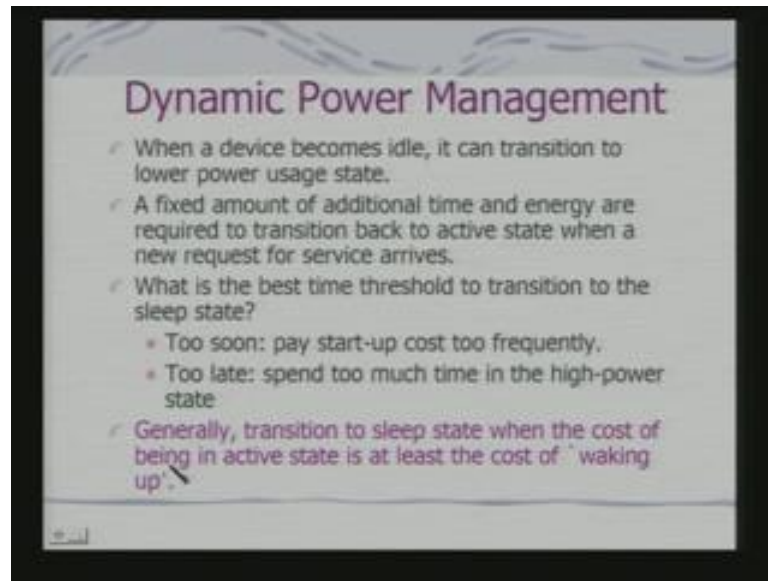 Dynamic Power Management
When a device becomes idle, it can transition to
lower power usage state.
A fixed amount of additional time and energy are
required to transition back to active state when a
new request for service arrives.
What is the best time threshold to transition to the
sleep state?
Too soon: pay start-up cost too frequently.
Too late: spend too much time in the high-power
state
Generally, transition to sleep state when the cost of
being in active state is at least the cost of `waking
up'.